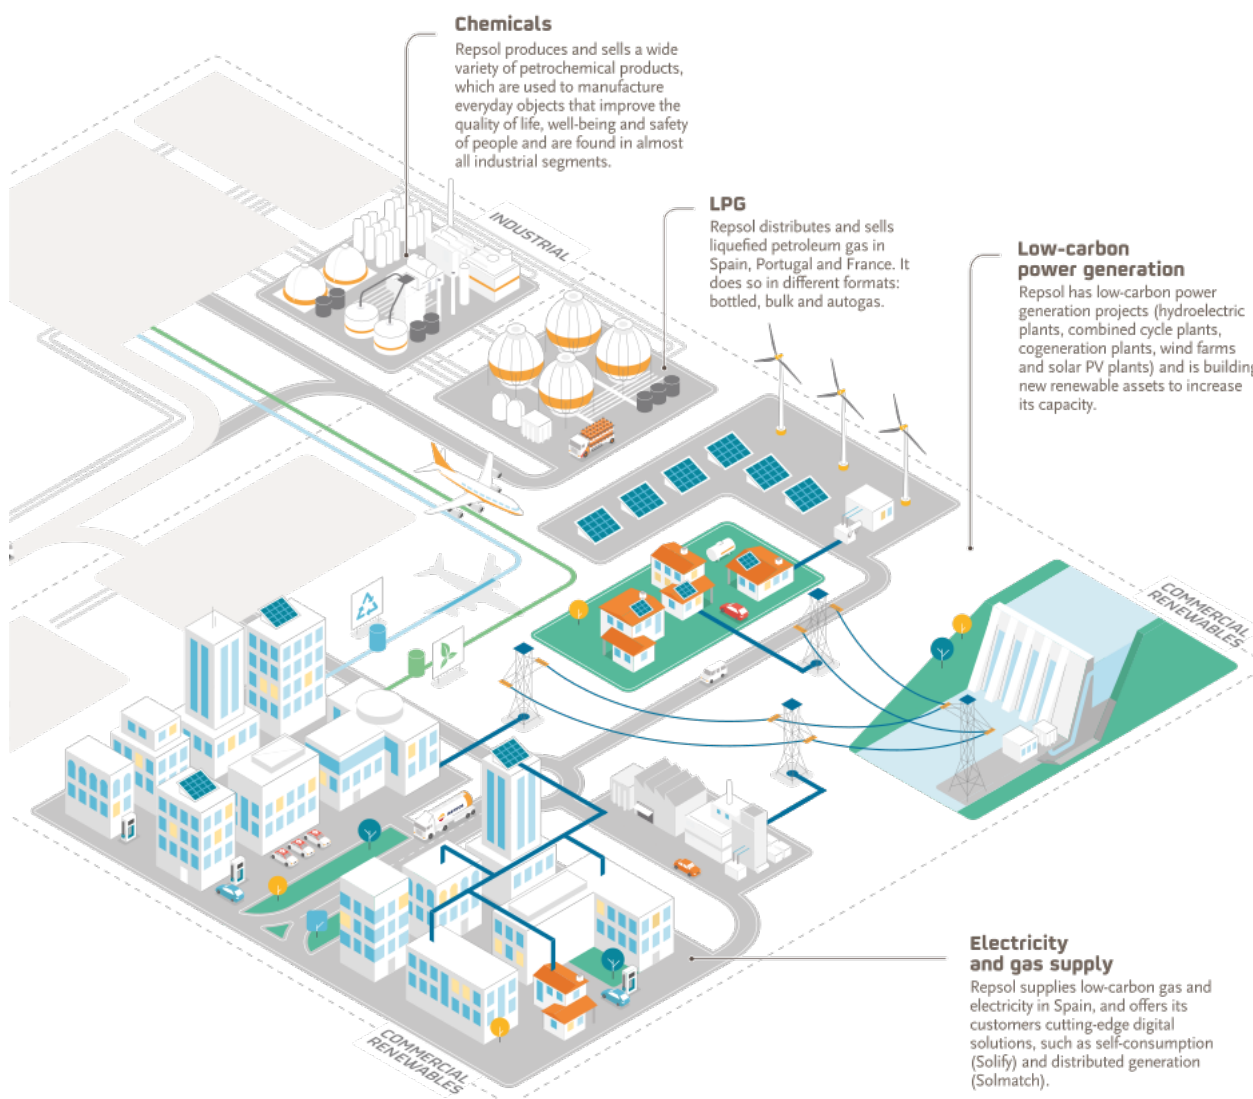 Chemicals
Repsol produces and sells a wide
variety of petrochemical products,
which are used to manufacture
everyday objects that improve the
quality of life, well-being and safety
of people and are found in almost
all industrial segments.
INDUSTRIAL
LPG
Repsol distributes and sells
liquefied petroleum gas in
Spain, Portugal and France. It
does so in different formats:
bottled, bulk and autogas.
Low-carbon
power generation
Repsol has low-carbon power
generation projects (hydroelectric
plants, combined cycle plants,
cogeneration plants, wind farms
and solar PV plants) and is building
new renewable assets to increase
its capacity.
COMMERCIAL
RENEWABLES
REPSOL
Electricity
and gas supply
Repsol supplies low-carbon gas and
electricity in Spain, and offers its
customers cutting-edge digital
solutions, such as self-consumption
(Solify) and distributed generation
(Solmatch).
COMMERCIAL
RENEWABLES